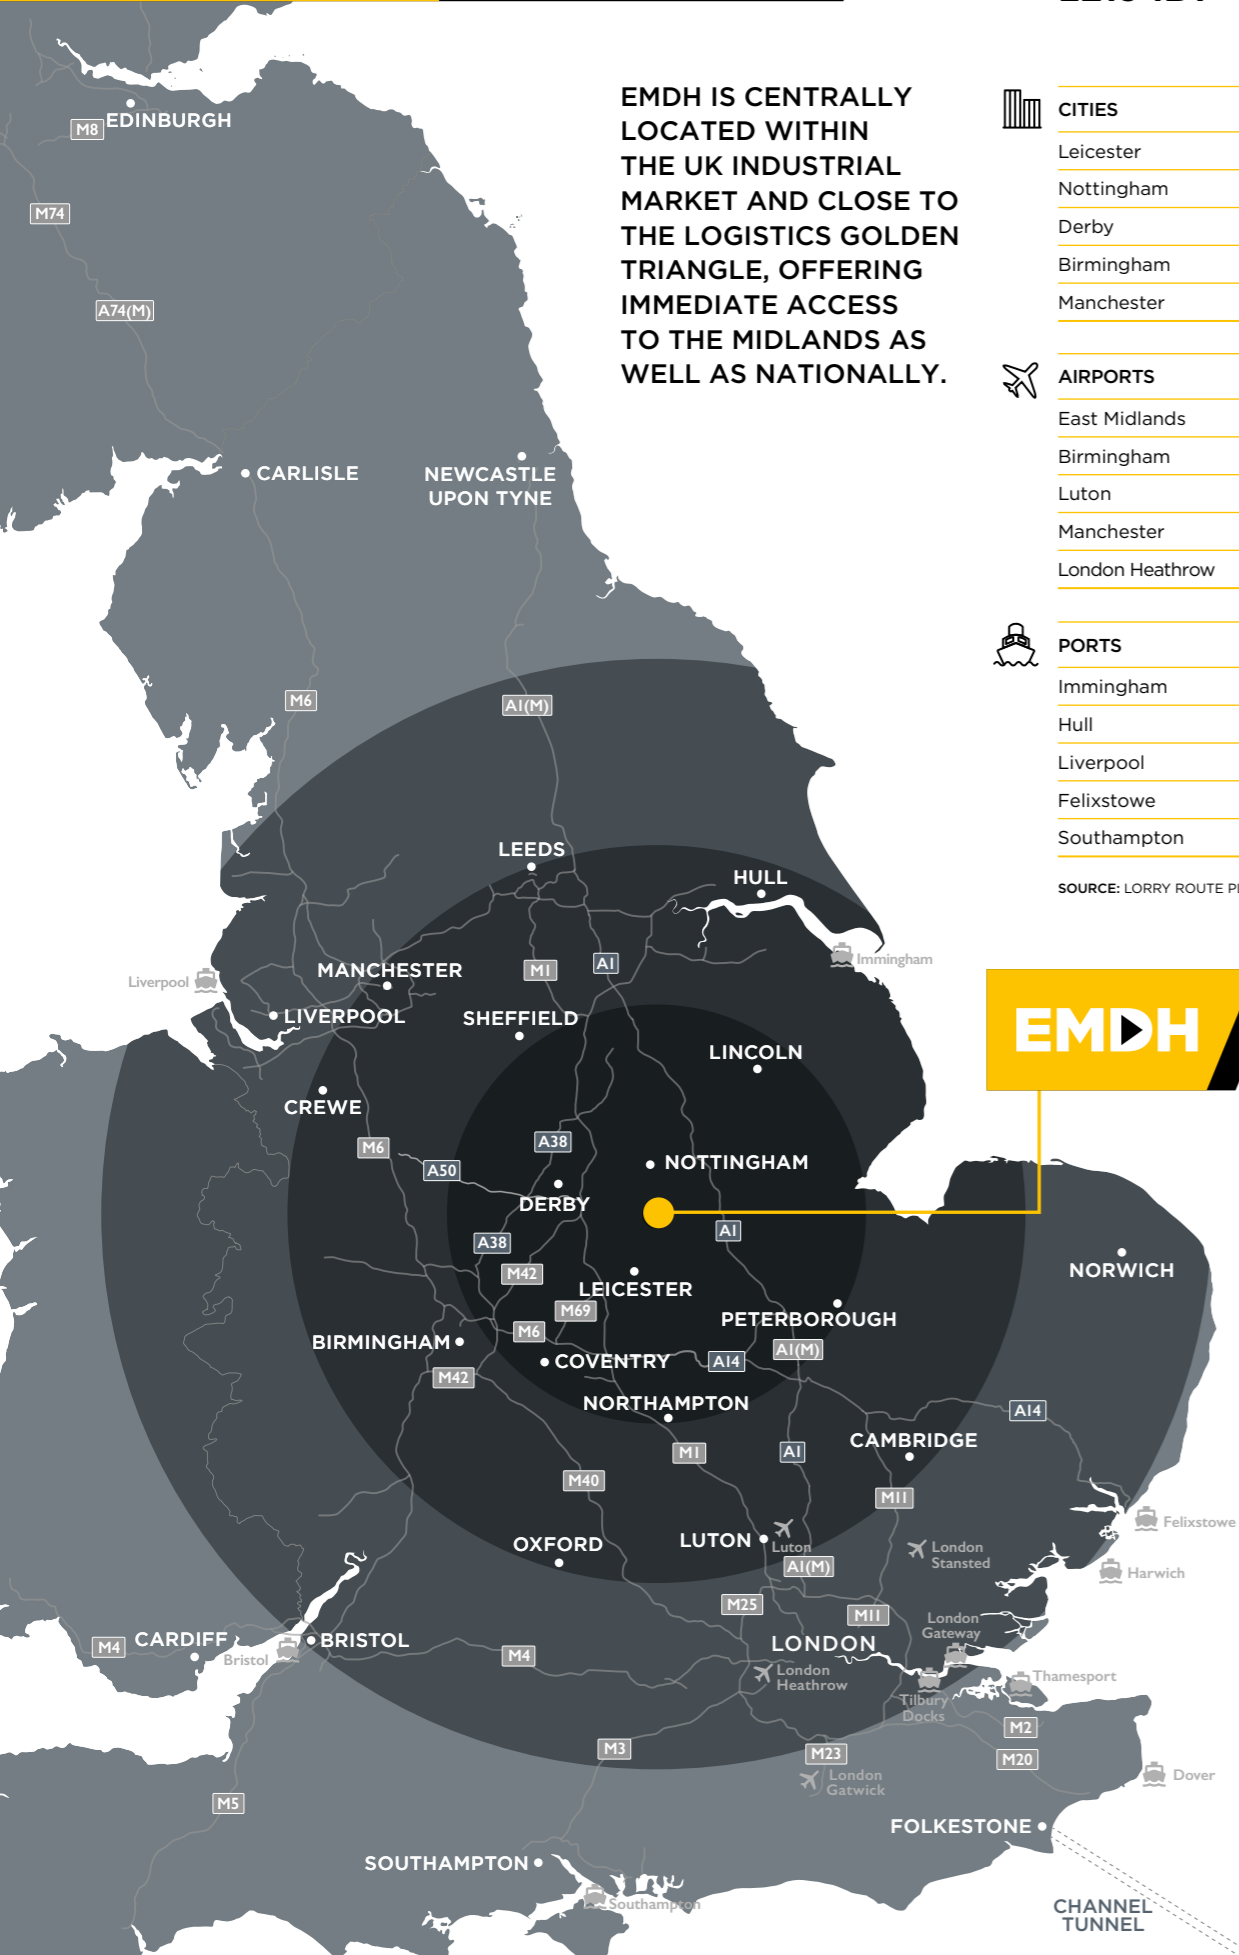 EMDH IS CENTRALLY
LOCATED WITHIN
THE UK INDUSTRIAL
MARKET AND CLOSE TO
THE LOGISTICS GOLDEN
TRIANGLE, OFFERING
IMMEDIATE ACCESS
TO THE MIDLANDS AS
WELL AS NATIONALLY.
CITIES
Leicester
Nottingham
Derby
Birmingham
Manchester
AIRPORTS
East Midlands
Birmingham
Luton
Manchester
London Heathrow
PORTS
Immingham
Hull
Liverpool
Felixstowe
Southampton
SOURCE: LORRY ROUTE
EMDH
EDINBURGH
M8
M74
A74(M)
CARLISLE
NEWCASTLE
UPON TYNE
M6
A1(M)
LEEDS
HULL
Immingham
M1
A1
MANCHESTER
Liverpool
LIVERPOOL
SHEFFIELD
LINCOLN
CREWE
M6
A50
A38
NOTTINGHAM
DERBY
A1
A38
M42
LEICESTER
NORWICH
M69
PETERBOROUGH
M6
BIRMINGHAM
A1(M)
COVENTRY
A14
M42
NORTHAMPTON
A14
CAMBRIDGE
M1
A1
M40
M11
Felixstowe
OXFORD
LUTON
Luton
London
Stansted
A1(M)
Harwich
M25
M11
London
Gateway
CARDIFF
M4
Bristol
BRISTOL
M4
LONDON
London
Heathrow
Thamesport
Tilbury
Docks
M2
M3
M23
M20
London
Gatwick
Dover
M5
FOLKESTONE
SOUTHAMPTON
Southampton
CHANNEL
TUNNEL